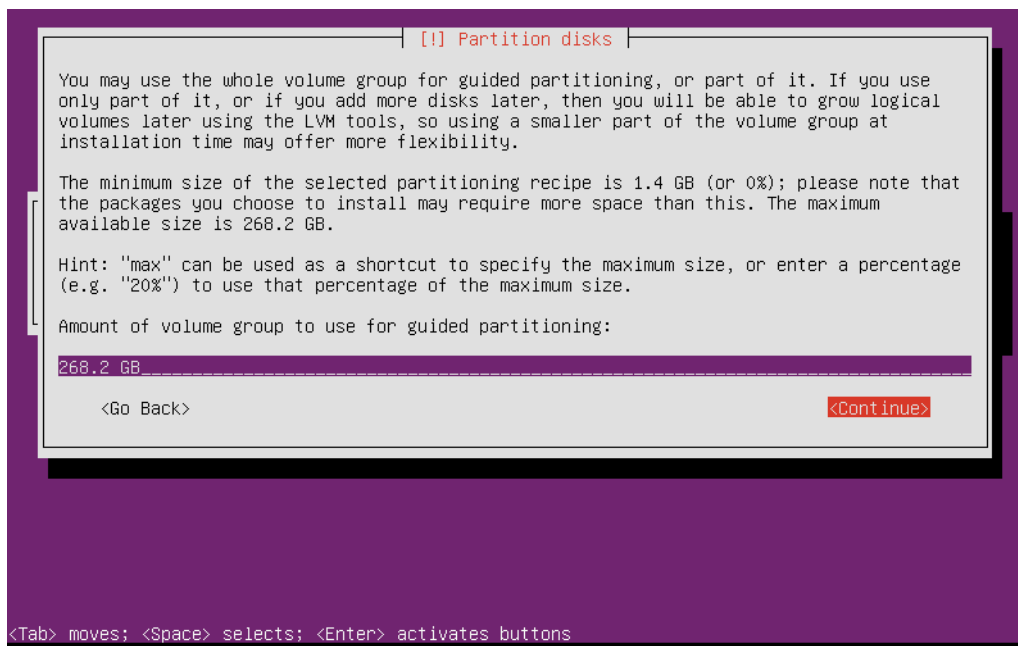 [!] Partition disks
You may use the whole volume group for guided partitioning, or part of it. If you use
only part of it, or if you add more disks later, then you will be able to grow logical
volumes later using the LVM tools, so using a smaller part of the volume group at
installation time may offer more flexibility.
The minimum size of the selected partitioning recipe is 1.4 GB (or 0%); please note that
the packages you choose to install may require more space than this. The maximum
available size is 268.2 GB.
Hint: "max" can be used as a shortcut to specify the maximum size, or enter a percentage
(e.g. "20%") to use that percentage of the maximum size.
Amount of volume group to use for guided partitioning:
268.2 GB
<Go Back> <Continue>
<Tab> moves; <Space> selects; <Enter> activates buttons